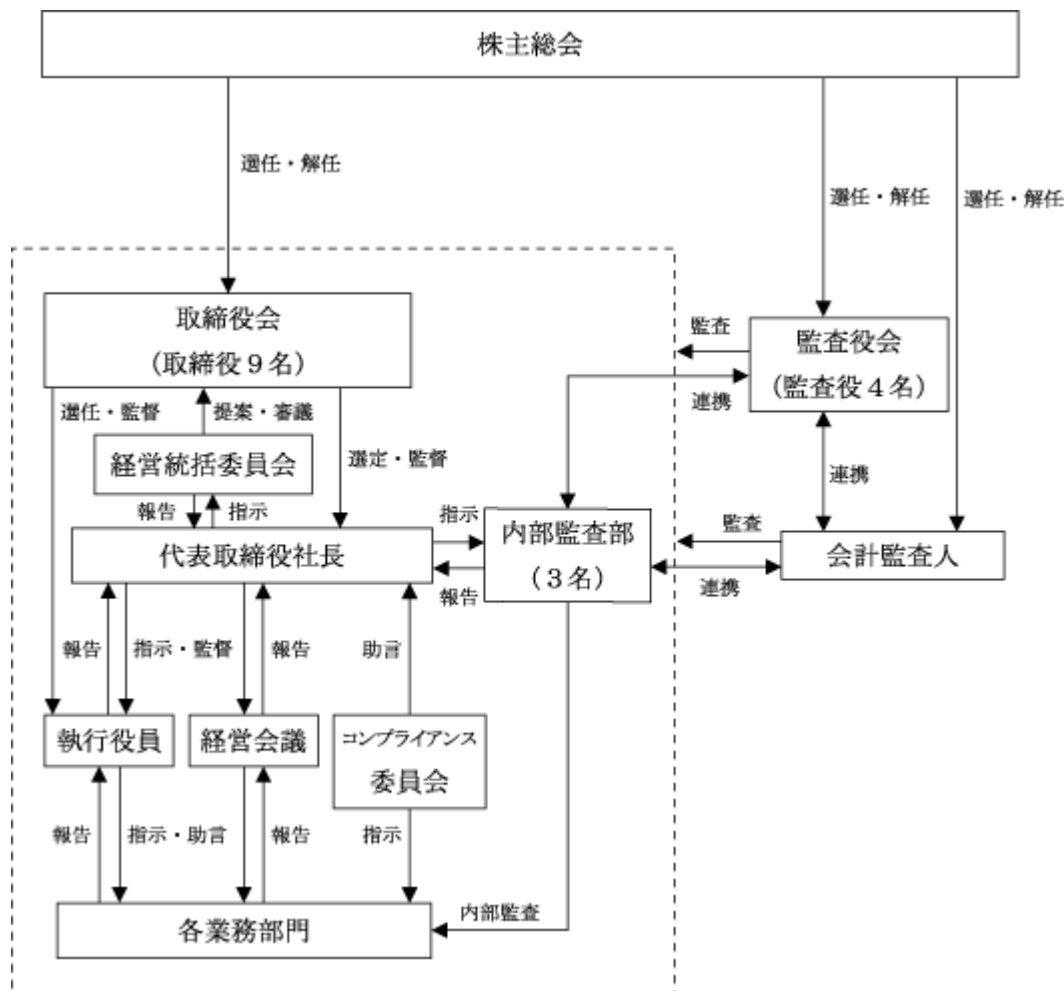 株主総会
選任・解任
選任・解任
選任・解任
取締役会
（取締役９名）
監査
監査役会
（監査役４名）
連携
選任・監督
提案・審議
経営統括委員会
選定・監督
連携
報告
指示
指示
内部監査部
（３名）
監査
代表取締役社長
会計監査人
報告
連携
報告
指示・監督
報告
助言
執行役員
経営会議
コンプライアンス
委員会
報告
指示・助言
報告
指示
各業務部門
内部監査